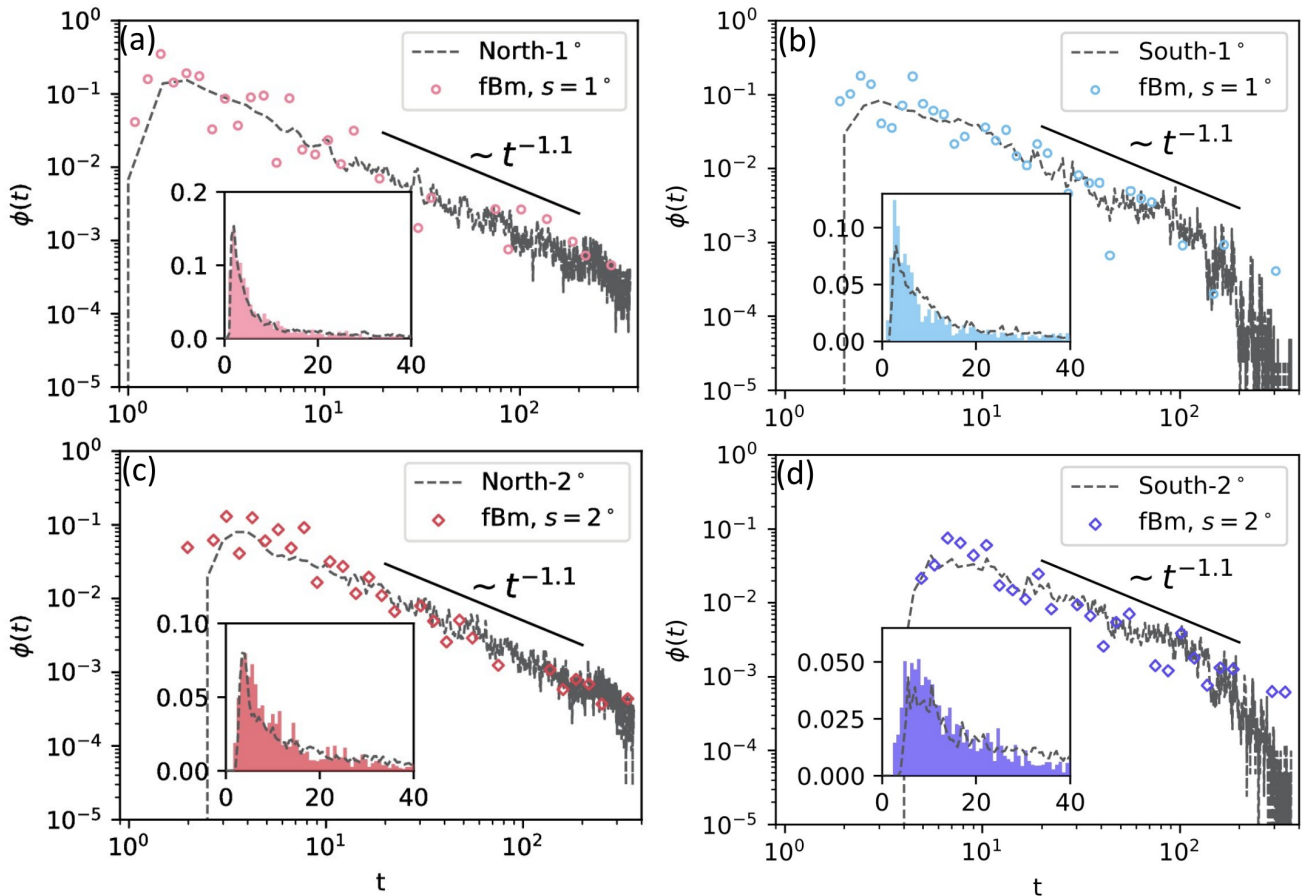 (a)
North-1°
fBm, s = 1°
~ t^{-1.1}
ϕ(t)
10^0
10^{-1}
10^{-2}
10^{-3}
10^{-4}
10^{-5}
0.2
0.1
0.0
0 20 40
10^0 10^1 10^2
(b)
South-1°
fBm, s = 1°
~ t^{-1.1}
ϕ(t)
10^0
10^{-1}
10^{-2}
10^{-3}
10^{-4}
10^{-5}
0.10
0.05
0.00
0 20 40
10^0 10^1 10^2
(c)
North-2°
fBm, s = 2°
~ t^{-1.1}
ϕ(t)
10^0
10^{-1}
10^{-2}
10^{-3}
10^{-4}
10^{-5}
0.10
0.05
0.00
0 20 40
10^0 10^1 10^2
t
(d)
South-2°
fBm, s = 2°
~ t^{-1.1}
ϕ(t)
10^0
10^{-1}
10^{-2}
10^{-3}
10^{-4}
10^{-5}
0.050
0.025
0.000
0 20 40
10^0 10^1 10^2
t